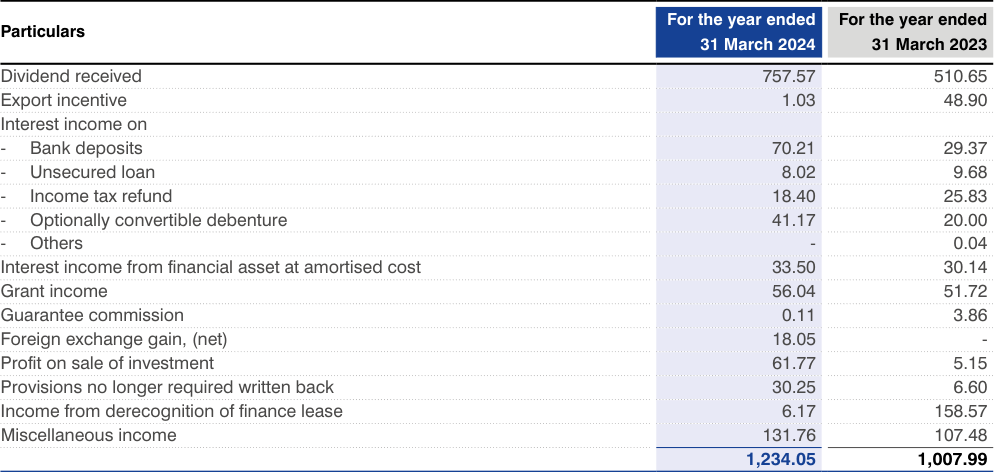 Particulars For the year ended 31 March 2024 For the year ended 31 March 2023
Dividend received 757.57 510.65
Export incentive 1.03 48.90
Interest income on
- Bank deposits 70.21 29.37
- Unsecured loan 8.02 9.68
- Income tax refund 18.40 25.83
- Optionally convertible debenture 41.17 20.00
- Others - 0.04
Interest income from financial asset at amortised cost 33.50 30.14
Grant income 56.04 51.72
Guarantee commission 0.11 3.86
Foreign exchange gain, (net) 18.05 -
Profit on sale of investment 61.77 5.15
Provisions no longer required written back 30.25 6.60
Income from derecognition of finance lease 6.17 158.57
Miscellaneous income 131.76 107.48
1,234.05 1,007.99